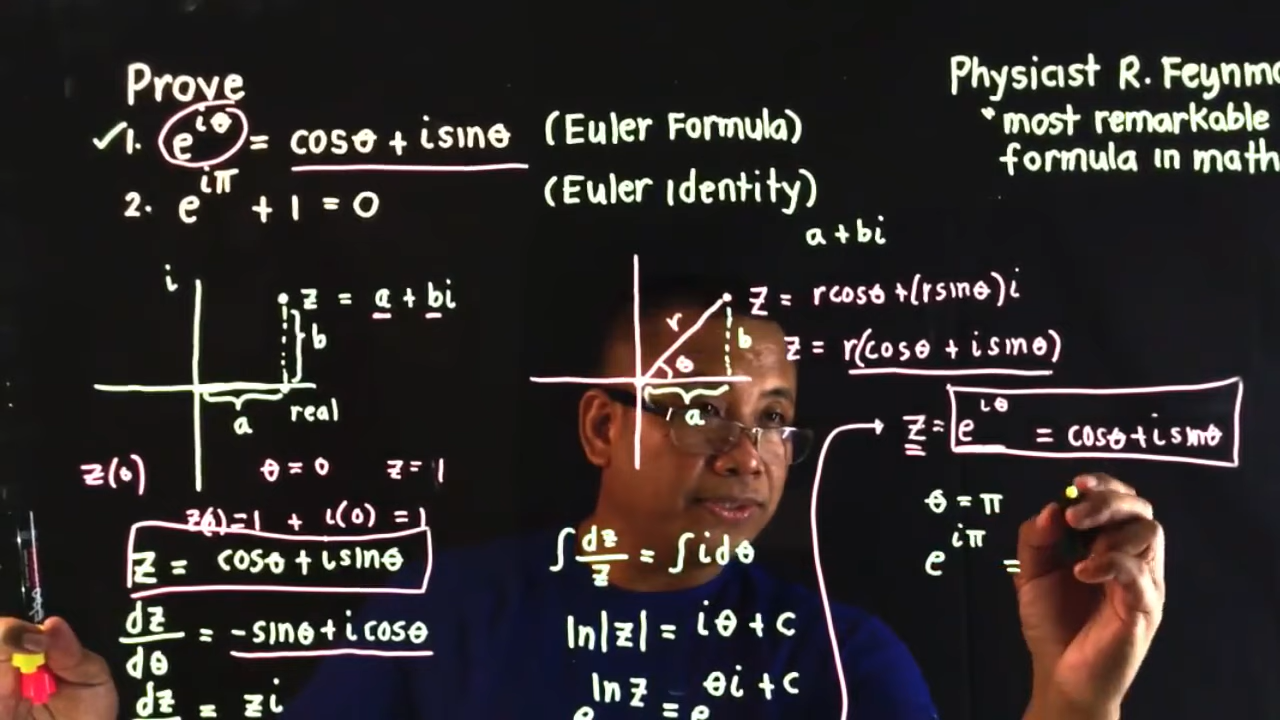 Prove
✓1. e^{iθ} = cosθ + isinθ (Euler Formula)
2. e^{iπ} + 1 = 0 (Euler Identity)
Physicist R. Feynm
*most remarkable
formula in math
i
z = a + bi
b
a
real
z(0) θ = 0 z = 1
z(0) = 1 + i(0) = 1
z = cosθ + isinθ
dz/dθ = -sinθ + icosθ
dz = zi
a + bi
z = rcosθ + (rsinθ)i
r
θ
b
a
z = r(cosθ + isinθ)
z = e^{iθ} = cosθ + isinθ
θ = π
e^{iπ} =
∫dz/z = ∫idθ
ln|z| = iθ + c
e^{lnz} = e^{θi + c}